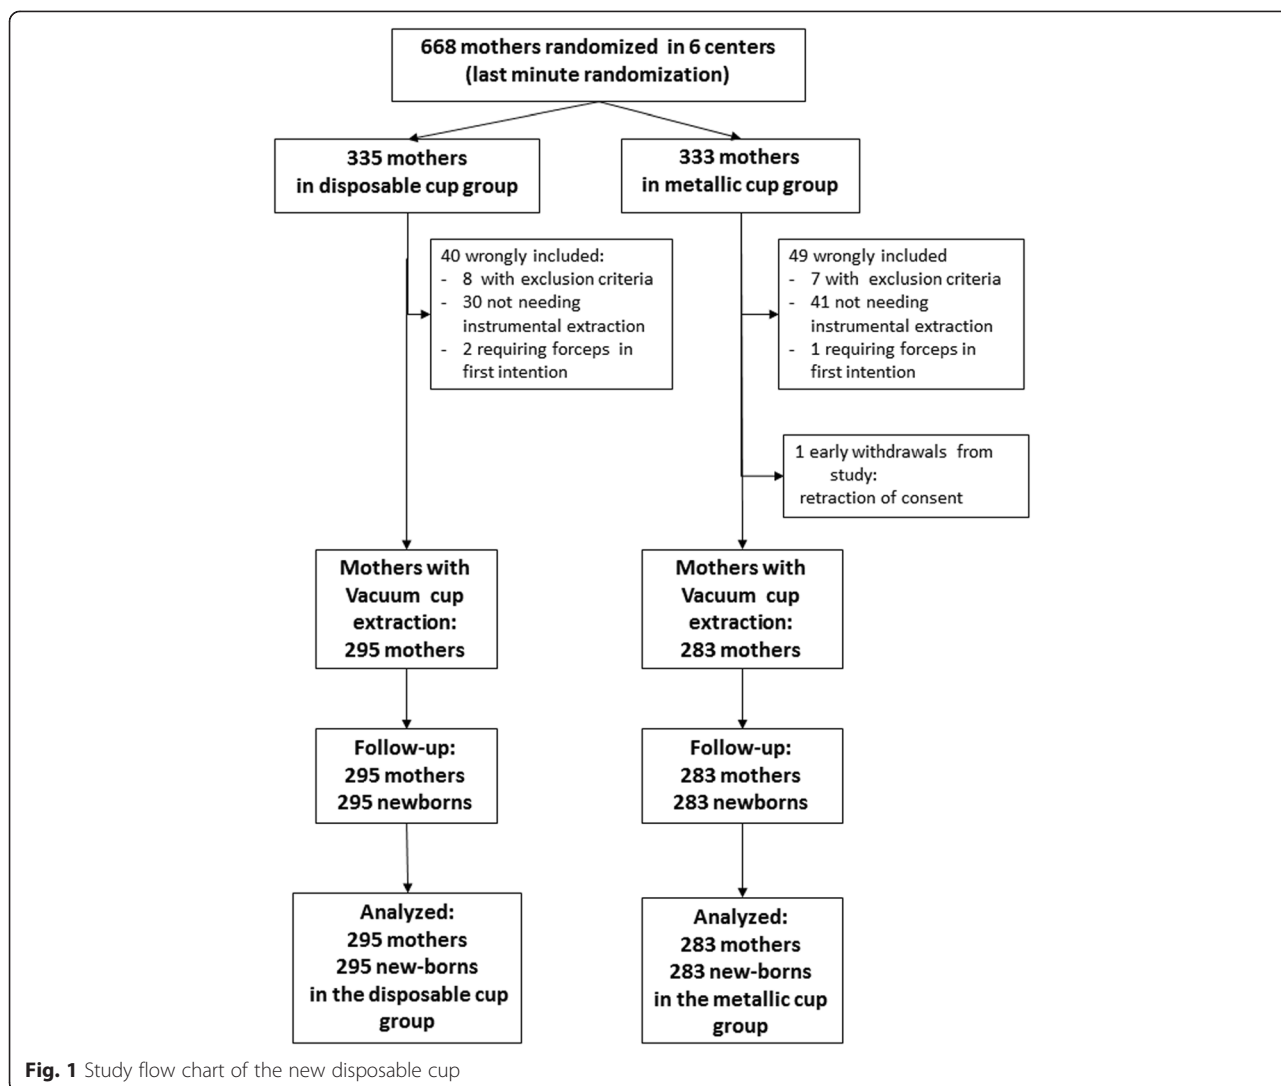 668 mothers randomized in 6 centers
(last minute randomization)
335 mothers
in disposable cup group
333 mothers
in metallic cup group
40 wrongly included:
- 8 with exclusion criteria
- 30 not needing
instrumental extraction
- 2 requiring forceps in
first intention
49 wrongly included
- 7 with exclusion criteria
- 41 not needing
instrumental extraction
- 1 requiring forceps in
first intention
1 early withdrawals from
study:
retraction of consent
Mothers with
Vacuum cup
extraction:
295 mothers
Mothers with
Vacuum cup
extraction:
283 mothers
Follow-up:
295 mothers
295 newborns
Follow-up:
283 mothers
283 newborns
Analyzed:
295 mothers
295 new-borns
in the disposable cup
group
Analyzed:
283 mothers
283 new-borns
in the metallic cup
group
Fig. 1 Study flow chart of the new disposable cup